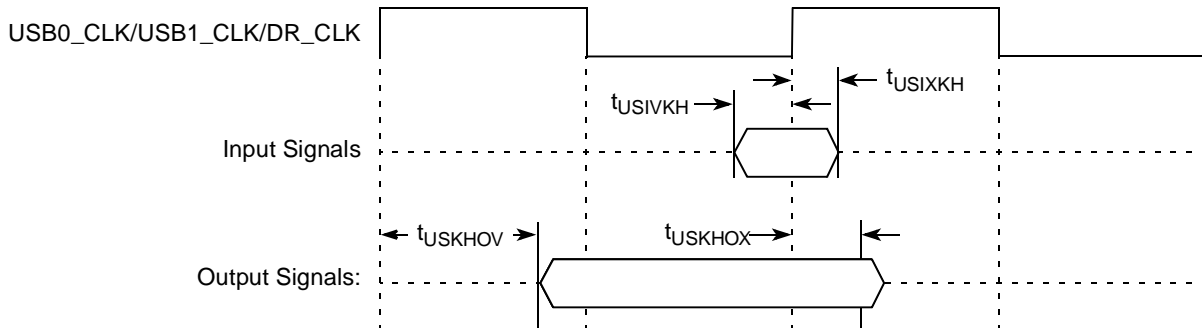 USB0_CLK/USB1_CLK/DR_CLK
tUSIXKH
tUSIVKH
Input Signals
tUSKHOV
tUSKHOX
Output Signals: